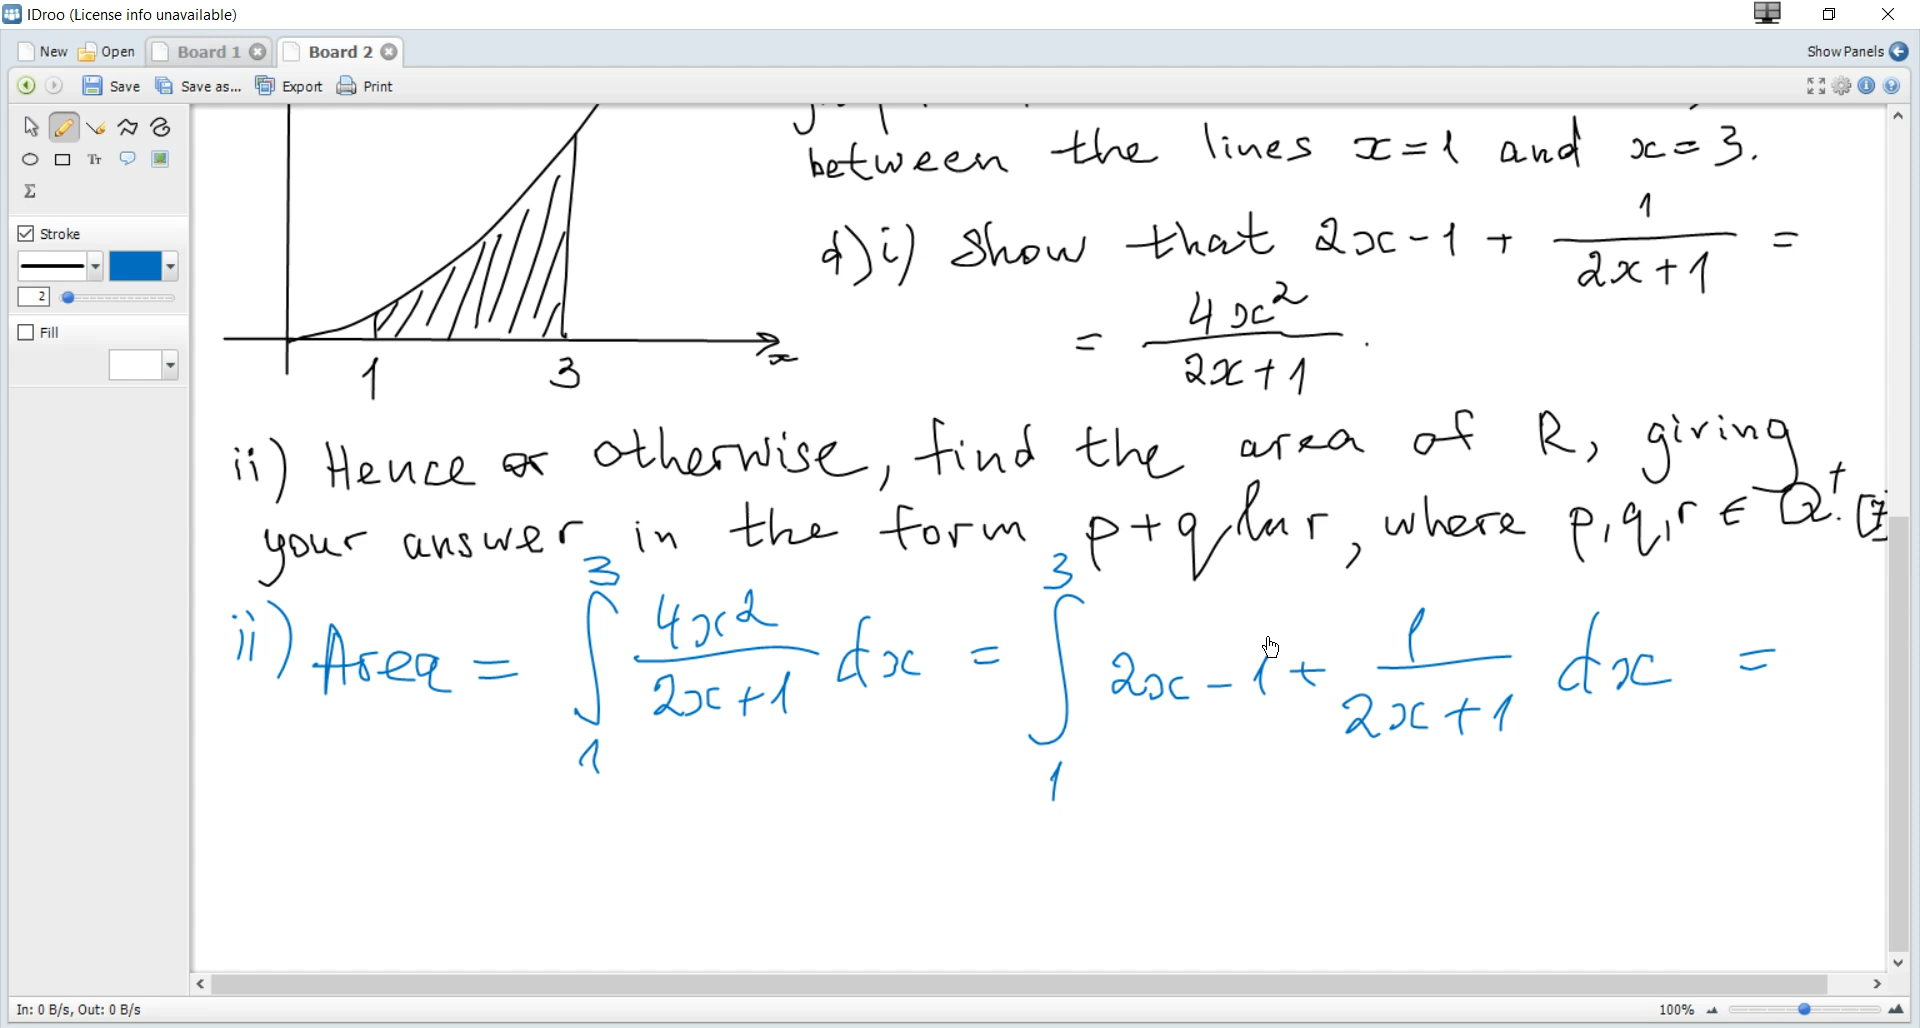 IDroo (License info unavailable)
New Open Board 1 Board 2 Show Panels
Save Save as... Export Print
between the lines x=1 and x=3.
d)i) Show that 2x-1 + 1/(2x+1) =
= 4x²/(2x+1).
x
1 3
ii) Hence or otherwise, find the area of R, giving
your answer in the form p+q ln r, where p,q,r ∈ Q⁺. [7
ii) Area = ∫₁³ 4x²/(2x+1) dx = ∫₁³ 2x-1+ 1/(2x+1) dx =
Tr
Σ
Stroke
2
Fill
In: 0 B/s, Out: 0 B/s 100%